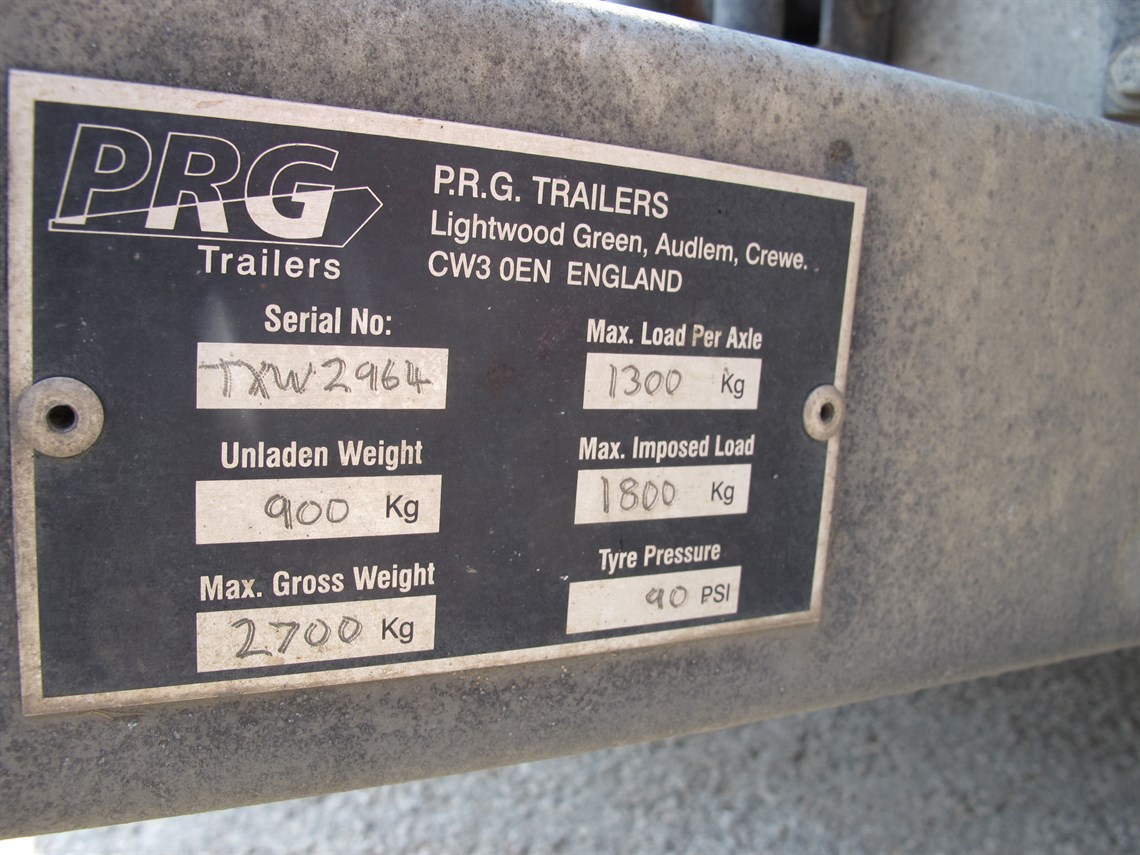 PRG
Trailers
P.R.G. TRAILERS
Lightwood Green, Audlem, Crewe.
CW3 0EN ENGLAND
Serial No:
TXW2964
Unladen Weight
900 Kg
Max. Gross Weight
2700 Kg
Max. Load Per Axle
1300 Kg
Max. Imposed Load
1800 Kg
Tyre Pressure
90 PSI